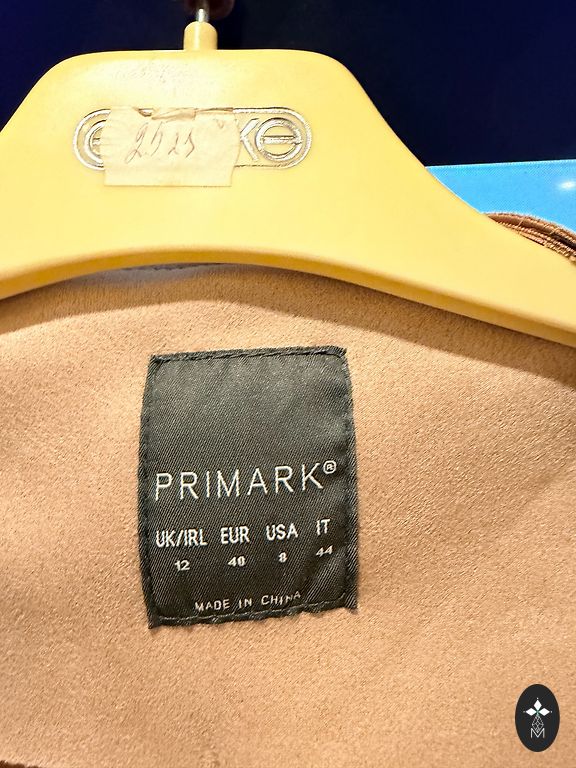 PRIMARK®
UK/IRL EUR USA IT
12 40 8 44
MADE IN CHINA
M